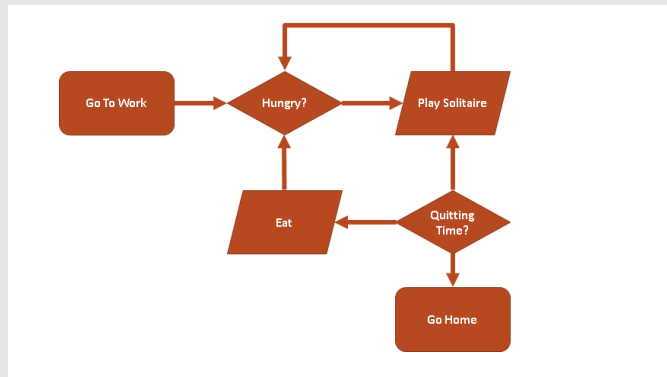 Go To Work
Hungry?
Play Solitaire
Eat
Quitting
Time?
Go Home